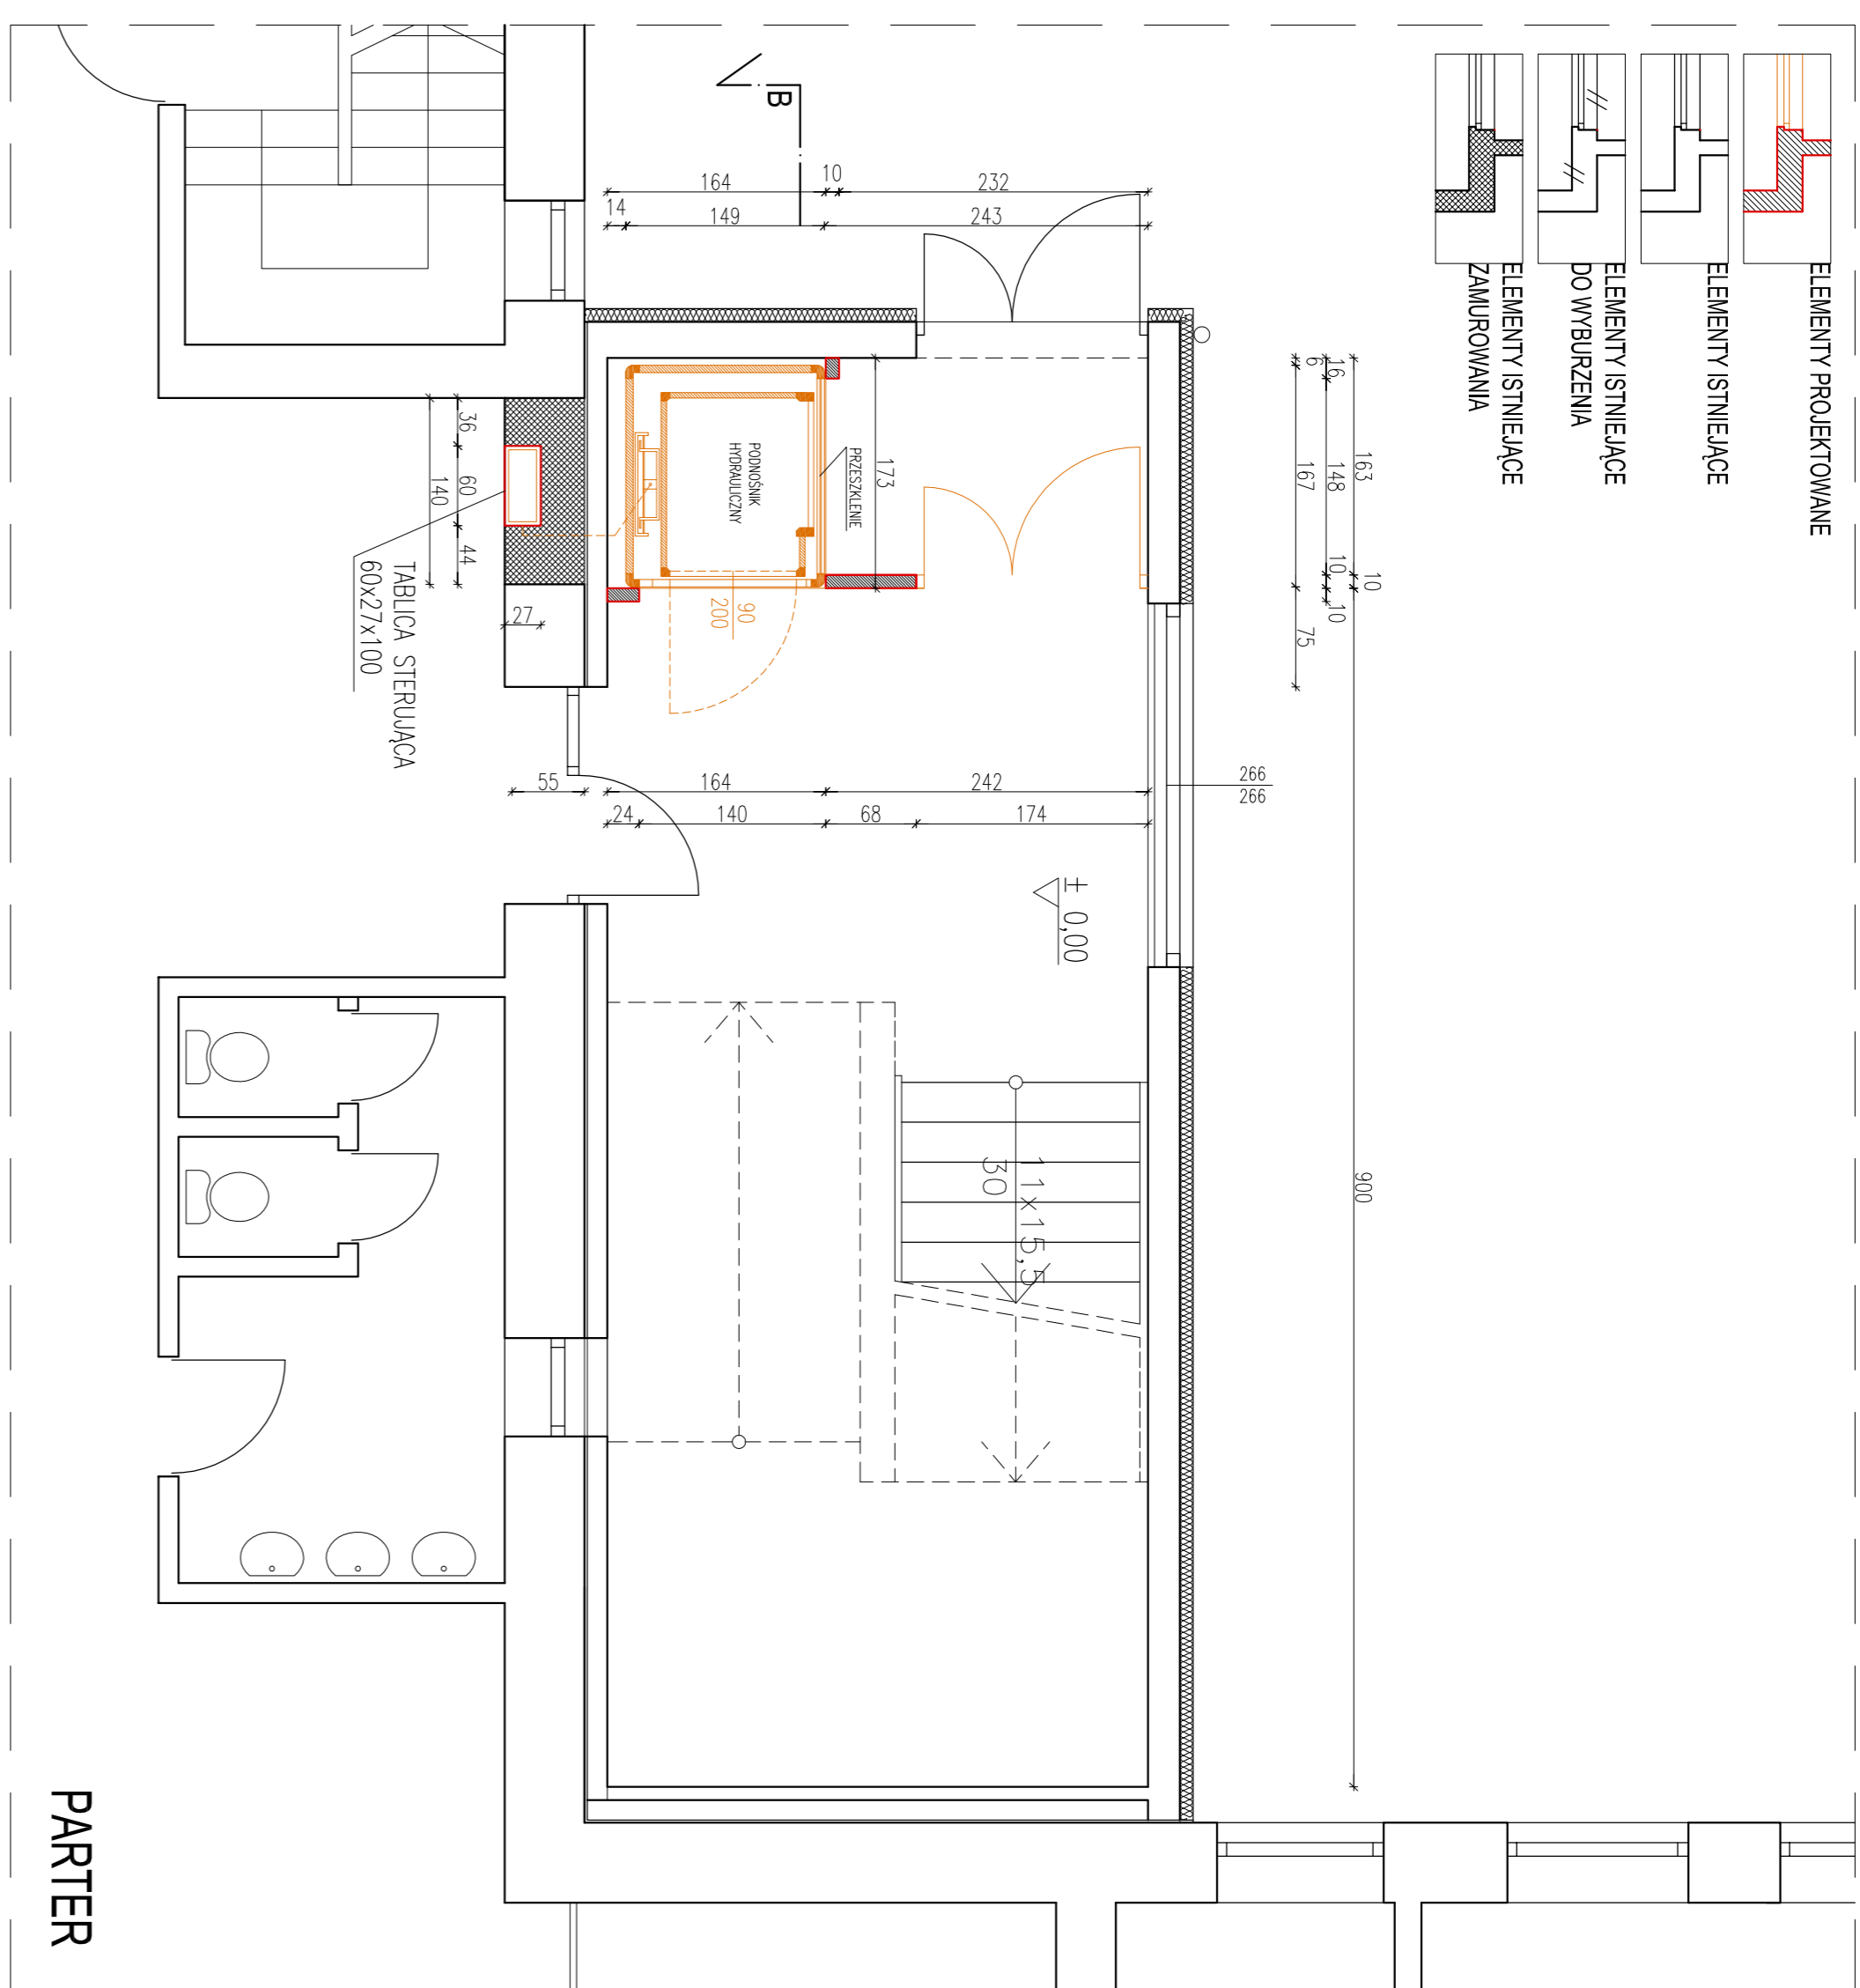 ELEMENTY PROJEKTOWANE
ELEMENTY ISTNIEJĄCE
ELEMENTY ISTNIEJĄCE
DO WYBURZENIA
ELEMENTY ISTNIEJĄCE
ZAMUROWANIA
B
164
10
232
14
149
243
163
10
900
16
148
10
10
6
167
75
173
PRZESZKLENIE
PODNOŚNIK
HYDRAULICZNY
90
200
36
60
44
140
27
TABLICA STERUJĄCA
60x27x100
55
164
242
24
140
68
174
266
266
± 0,00
11x15,5
30
PARTER